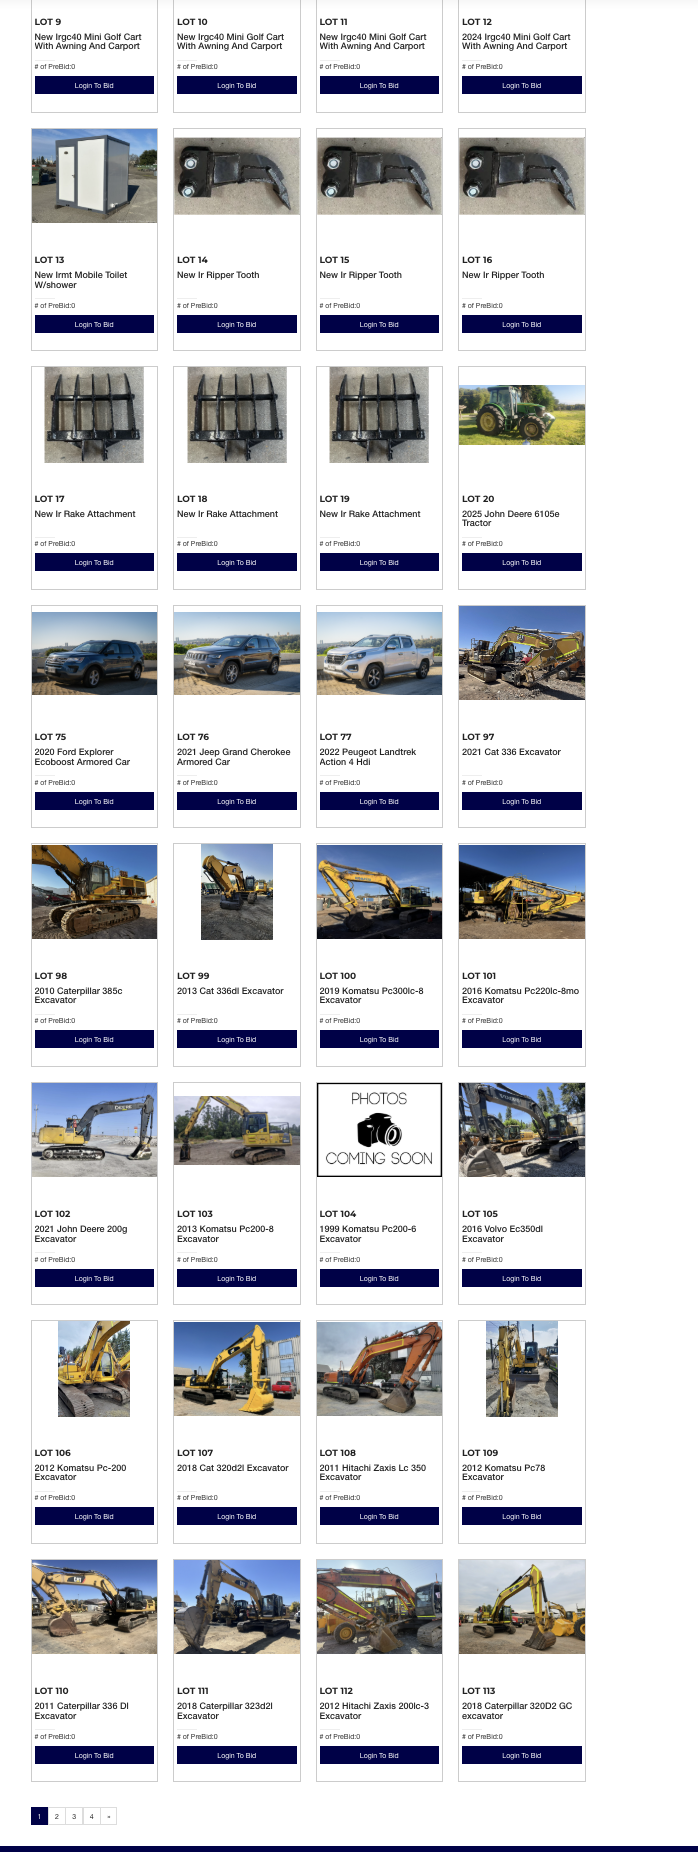 LOT 9
New Irgc40 Mini Golf Cart
With Awning And Carport
# of PreBid:0
Login To Bid
LOT 10
New Irgc40 Mini Golf Cart
With Awning And Carport
# of PreBid:0
Login To Bid
LOT 11
New Irgc40 Mini Golf Cart
With Awning And Carport
# of PreBid:0
Login To Bid
LOT 12
2024 Irgc40 Mini Golf Cart
With Awning And Carport
# of PreBid:0
Login To Bid
LOT 13
New Irmt Mobile Toilet
W/shower
# of PreBid:0
Login To Bid
LOT 14
New Ir Ripper Tooth
# of PreBid:0
Login To Bid
LOT 15
New Ir Ripper Tooth
# of PreBid:0
Login To Bid
LOT 16
New Ir Ripper Tooth
# of PreBid:0
Login To Bid
LOT 17
New Ir Rake Attachment
# of PreBid:0
Login To Bid
LOT 18
New Ir Rake Attachment
# of PreBid:0
Login To Bid
LOT 19
New Ir Rake Attachment
# of PreBid:0
Login To Bid
LOT 20
2025 John Deere 6105e
Tractor
# of PreBid:0
Login To Bid
LOT 75
2020 Ford Explorer
Ecoboost Armored Car
# of PreBid:0
Login To Bid
LOT 76
2021 Jeep Grand Cherokee
Armored Car
# of PreBid:0
Login To Bid
LOT 77
2022 Peugeot Landtrek
Action 4 Hdi
# of PreBid:0
Login To Bid
LOT 97
2021 Cat 336 Excavator
# of PreBid:0
Login To Bid
LOT 98
2010 Caterpillar 385c
Excavator
# of PreBid:0
Login To Bid
LOT 99
2013 Cat 336dl Excavator
# of PreBid:0
Login To Bid
LOT 100
2019 Komatsu Pc300lc-8
Excavator
# of PreBid:0
Login To Bid
LOT 101
2016 Komatsu Pc220lc-8mo
Excavator
# of PreBid:0
Login To Bid
DEERE
LOT 102
2021 John Deere 200g
Excavator
# of PreBid:0
Login To Bid
LOT 103
2013 Komatsu Pc200-8
Excavator
# of PreBid:0
Login To Bid
PHOTOS
COMING SOON
LOT 104
1999 Komatsu Pc200-6
Excavator
# of PreBid:0
Login To Bid
LOT 105
2016 Volvo Ec350dl
Excavator
# of PreBid:0
Login To Bid
LOT 106
2012 Komatsu Pc-200
Excavator
# of PreBid:0
Login To Bid
LOT 107
2018 Cat 320d2l Excavator
# of PreBid:0
Login To Bid
LOT 108
2011 Hitachi Zaxis Lc 350
Excavator
# of PreBid:0
Login To Bid
LOT 109
2012 Komatsu Pc78
Excavator
# of PreBid:0
Login To Bid
CAT
LOT 110
2011 Caterpillar 336 Dl
Excavator
# of PreBid:0
Login To Bid
LOT 111
2018 Caterpillar 323d2l
Excavator
# of PreBid:0
Login To Bid
LOT 112
2012 Hitachi Zaxis 200lc-3
Excavator
# of PreBid:0
Login To Bid
LOT 113
2018 Caterpillar 320D2 GC
excavator
# of PreBid:0
Login To Bid
1 2 3 4 »